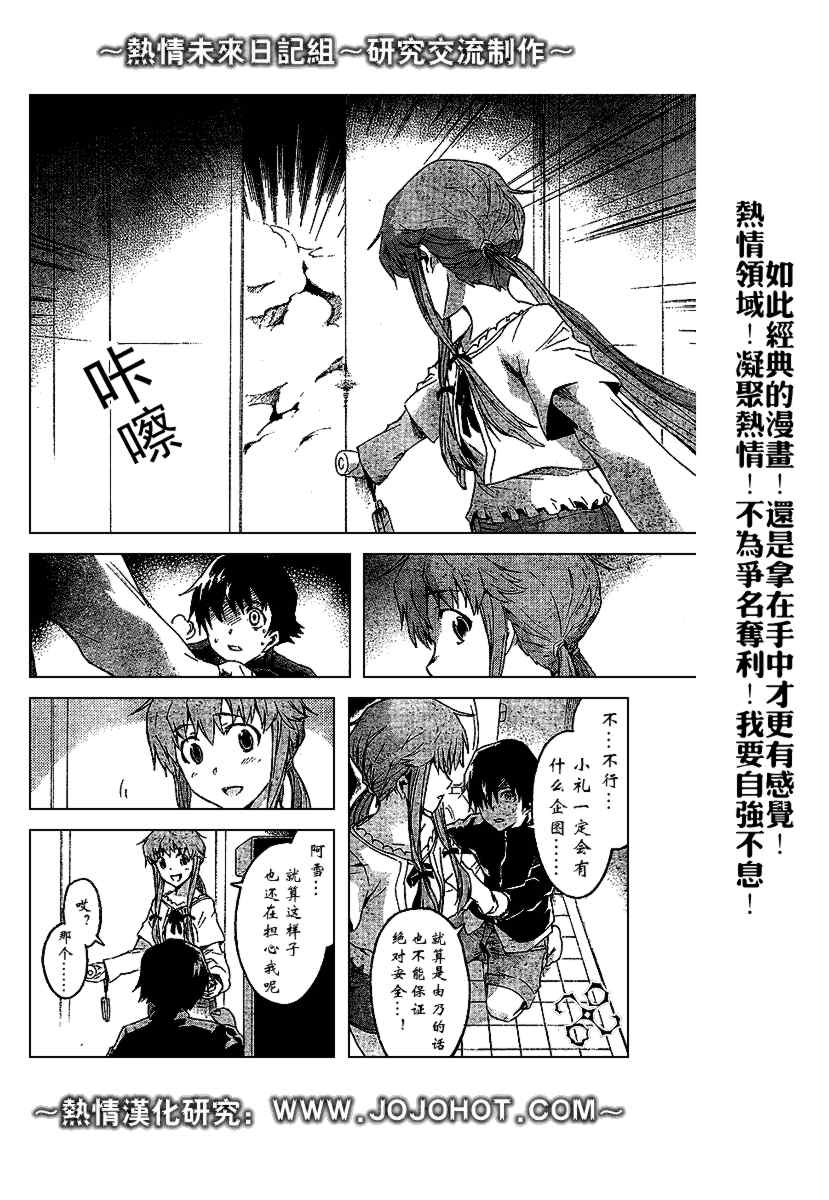 ～熱情未來日記組～研究交流制作～
如此經典的漫畫！還是拿在手中才更有感覺！
熱情領域！凝聚熱情！不為爭名奪利！我要自強不息！
咔
嚓
不…不行…
小礼一定会有
什么企图…
就算是由乃的话
也不能保证
绝对安全…！
阿雪…
就算这样子
也还在担心我呢
哎？
那个……
～熱情漢化研究：WWW.JOJOHOT.COM～